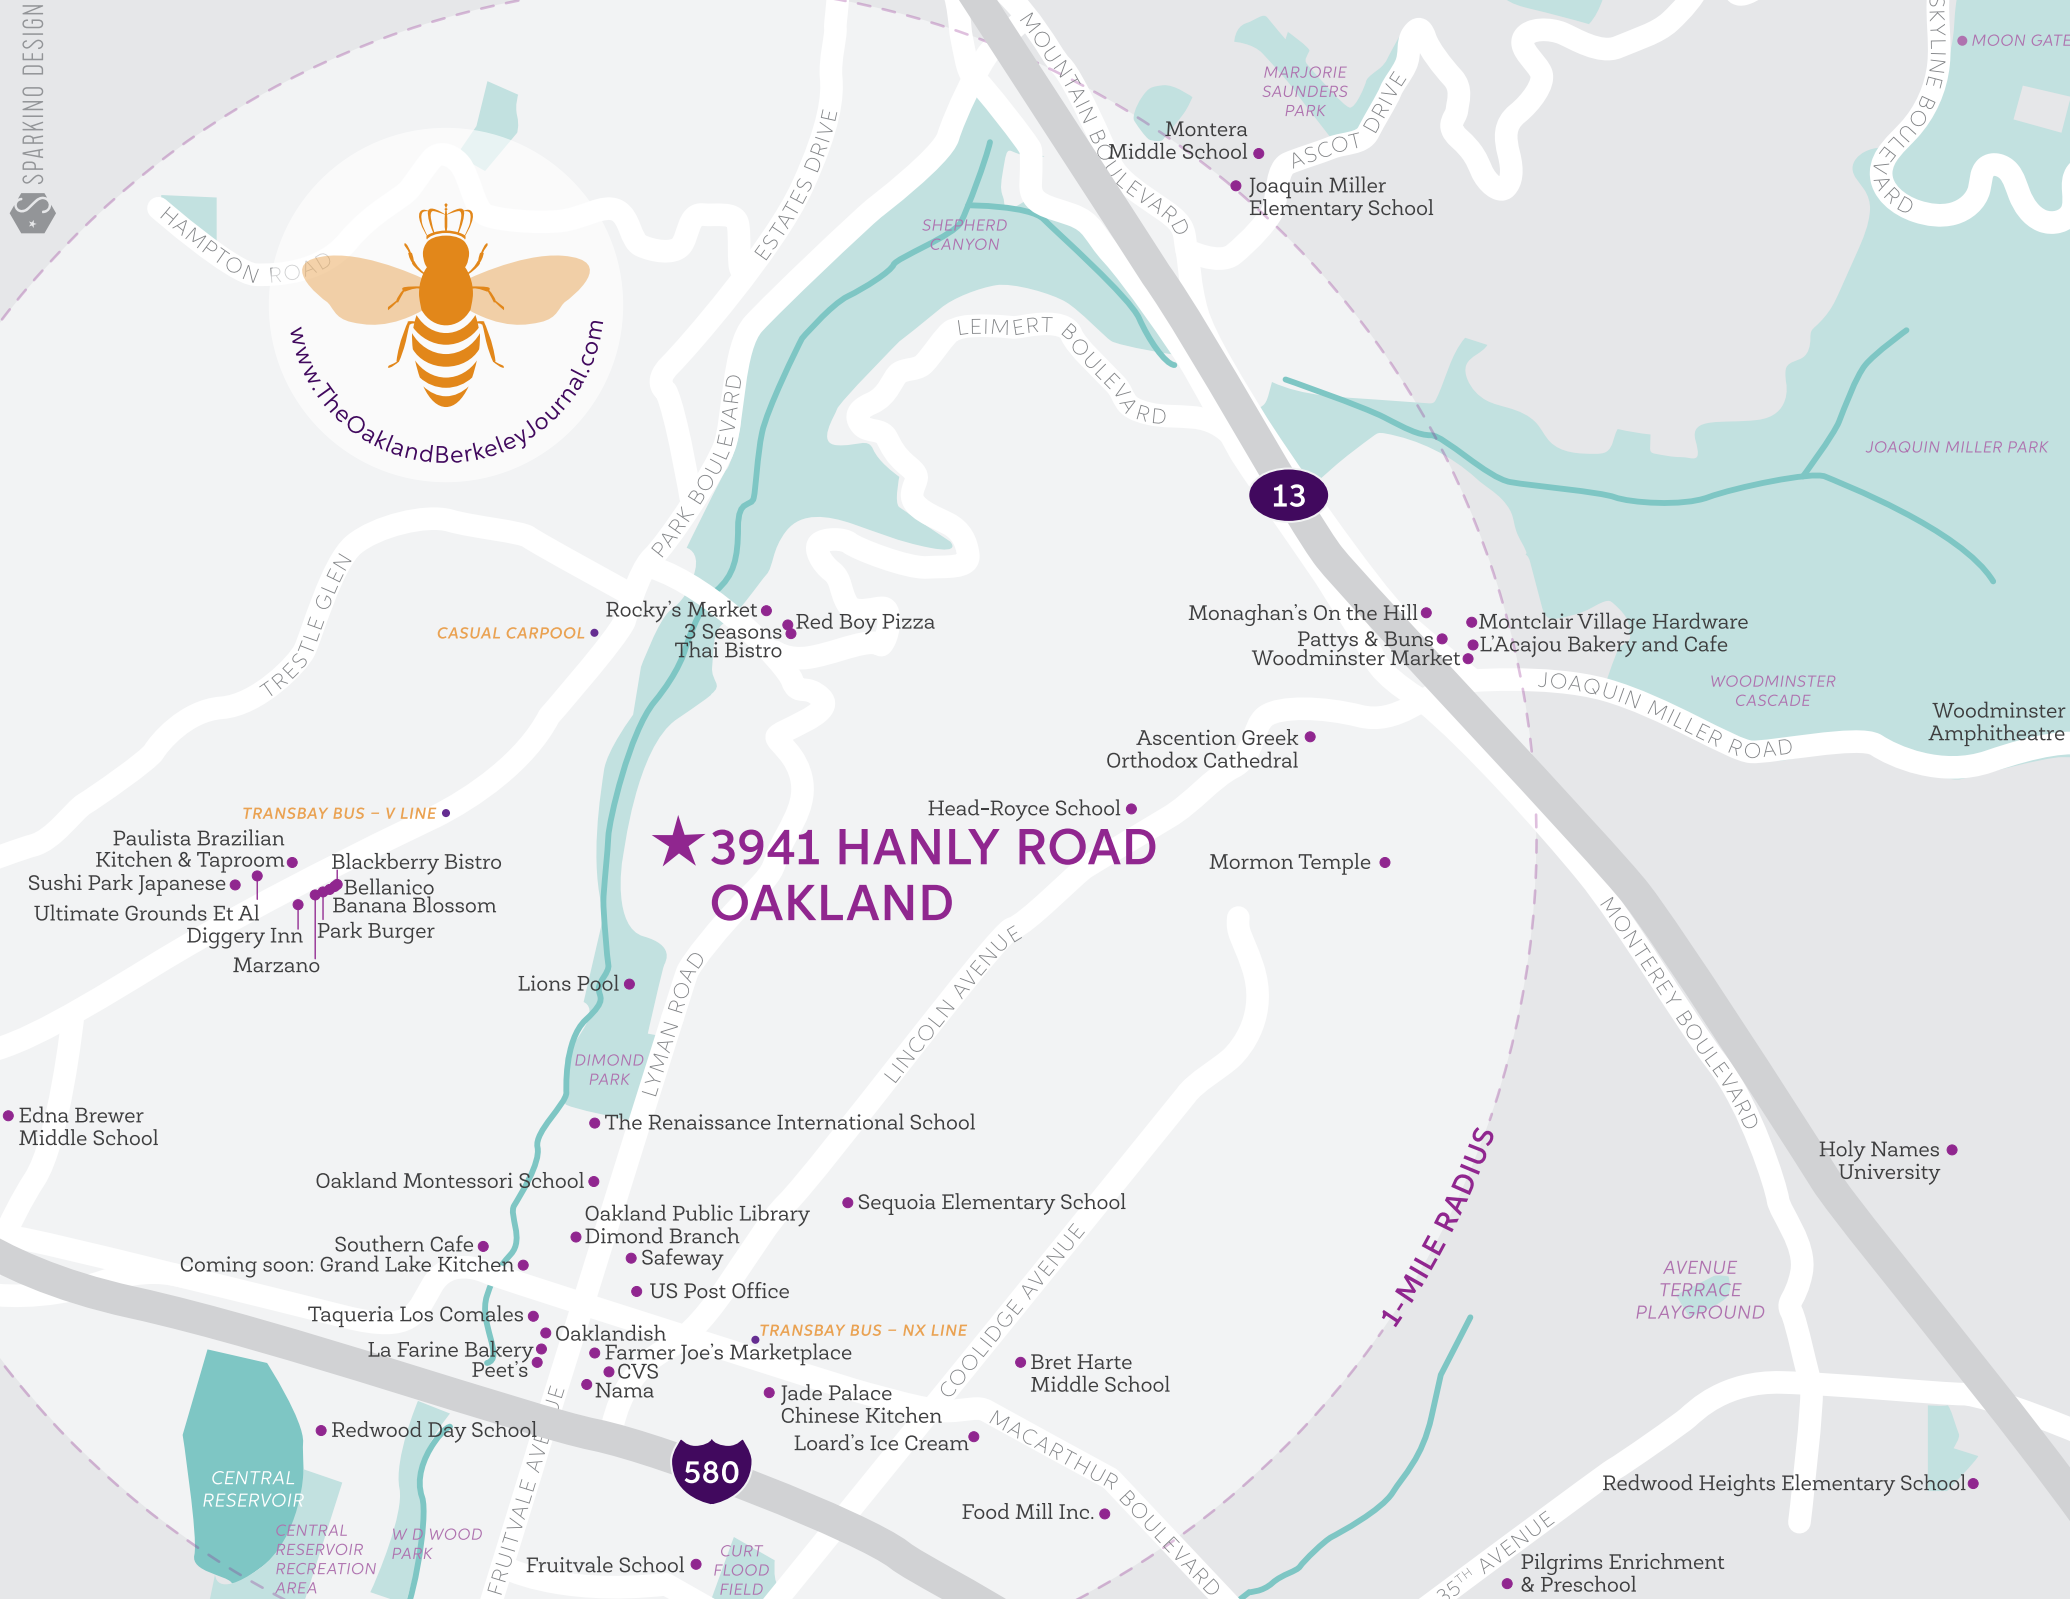 SPARKINO DESIGN
MOUNTAIN BOULEVARD
SKYLINE BOULEVARD
MOON GATE
MARJORIE
SAUNDERS
PARK
ASCOT DRIVE
Montera
Middle School
Joaquin Miller
Elementary School
ESTATES DRIVE
HAMPTON ROAD
SHEPHERD
CANYON
www.TheOaklandBerkeleyJournal.com
LEIMERT BOULEVARD
PARK BOULEVARD
JOAQUIN MILLER PARK
13
TRESTLE GLEN
CASUAL CARPOOL
Rocky's Market
Red Boy Pizza
3 Seasons
Thai Bistro
Monaghan's On the Hill
Montclair Village Hardware
Pattys & Buns
L'Acajou Bakery and Cafe
Woodminster Market
JOAQUIN MILLER ROAD
WOODMINSTER
CASCADE
Woodminster
Amphitheatre
Ascention Greek
Orthodox Cathedral
Head-Royce School
3941 HANLY ROAD
OAKLAND
Mormon Temple
TRANSBAY BUS – V LINE
Paulista Brazilian
Kitchen & Taproom
Blackberry Bistro
Sushi Park Japanese
Bellanico
Banana Blossom
Ultimate Grounds Et Al
Diggery Inn
Park Burger
Marzano
Lions Pool
LYMAN ROAD
LINCOLN AVENUE
MONTEREY BOULEVARD
DIMOND
PARK
Edna Brewer
Middle School
The Renaissance International School
Holy Names
University
Oakland Montessori School
Sequoia Elementary School
1-MILE RADIUS
Oakland Public Library
Dimond Branch
Southern Cafe
Safeway
Coming soon: Grand Lake Kitchen
US Post Office
COOLIDGE AVENUE
AVENUE
TERRACE
PLAYGROUND
Taqueria Los Comales
Oaklandish
TRANSBAY BUS – NX LINE
La Farine Bakery
Farmer Joe's Marketplace
Peet's
CVS
Nama
Bret Harte
Middle School
Jade Palace
Chinese Kitchen
Loard's Ice Cream
MACARTHUR BOULEVARD
Redwood Day School
FRUITVALE AVENUE
580
CENTRAL
RESERVOIR
Redwood Heights Elementary School
Food Mill Inc.
CENTRAL
RESERVOIR
RECREATION
AREA
W D WOOD
PARK
35TH AVENUE
Fruitvale School
CURT
FLOOD
FIELD
Pilgrims Enrichment
& Preschool